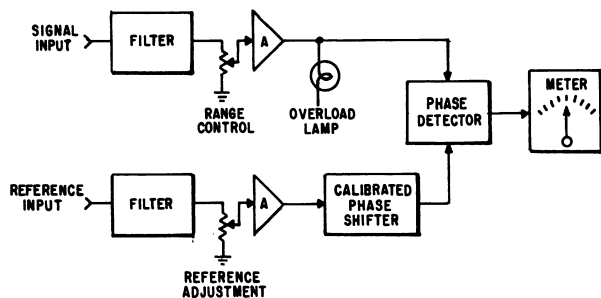 SIGNAL
INPUT
FILTER
A
RANGE
CONTROL
OVERLOAD
LAMP
PHASE
DETECTOR
METER
REFERENCE
INPUT
FILTER
A
CALIBRATED
PHASE
SHIFTER
REFERENCE
ADJUSTMENT